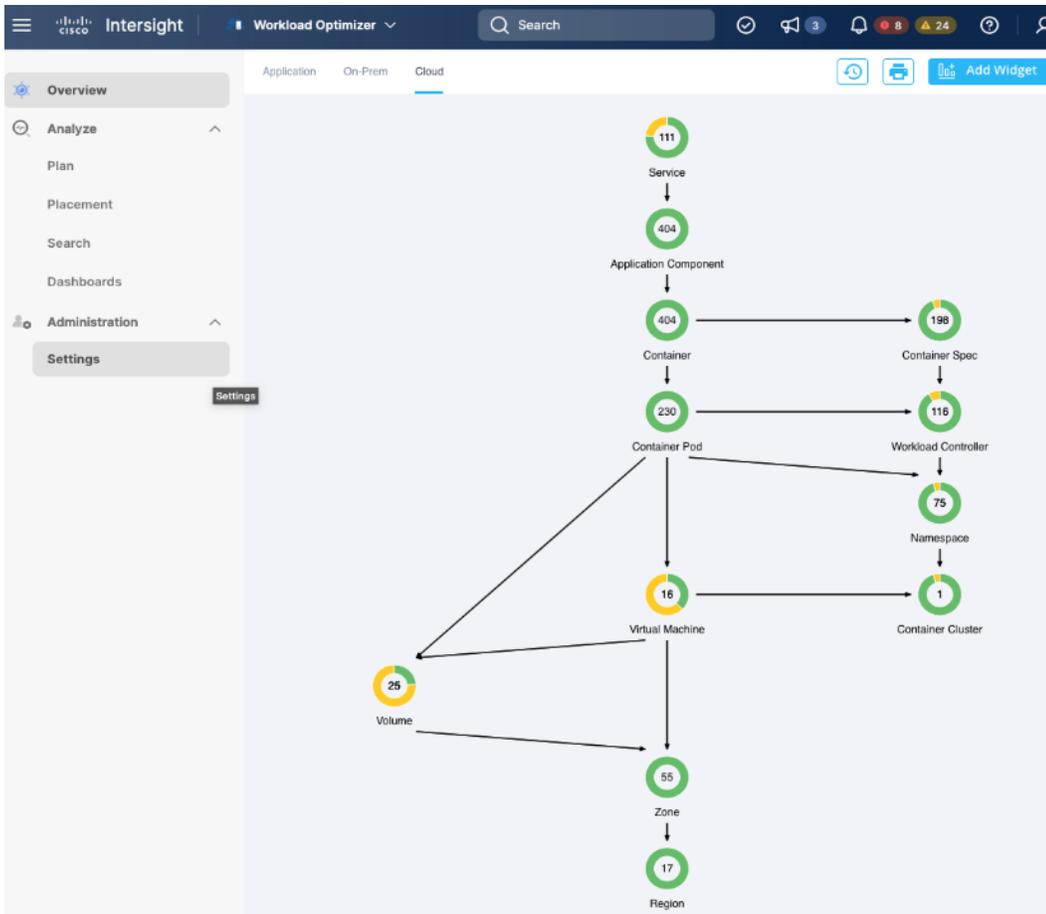 cisco Intersight Workload Optimizer Search 3 8 24
Application On-Prem Cloud Add Widget
Overview
Analyze
Plan
Placement
Search
Dashboards
Administration
Settings
Settings
111
Service
404
Application Component
404 198
Container Container Spec
230 116
Container Pod Workload Controller
75
Namespace
16 1
Virtual Machine Container Cluster
25
Volume
55
Zone
17
Region